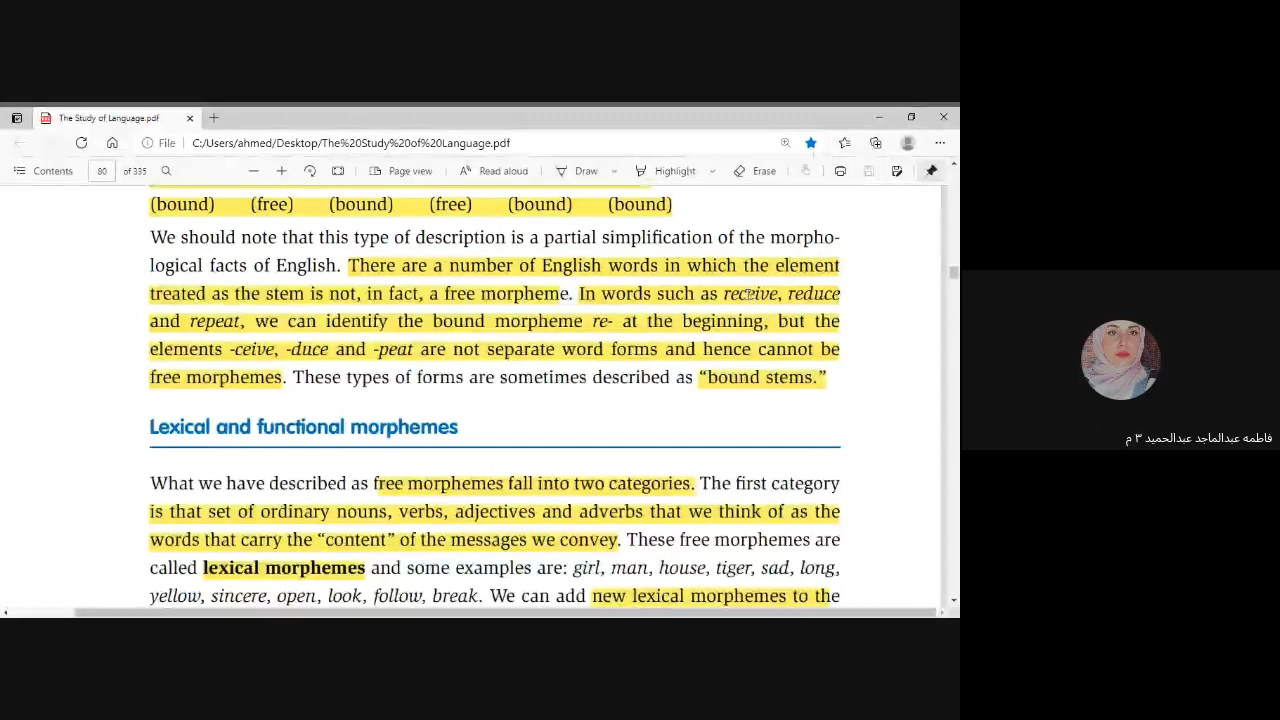 The Study of Language.pdf
File C:/Users/ahmed/Desktop/The%20Study%20of%20Language.pdf
Contents 80 of 335 Page view Read aloud Draw Highlight Erase
(bound) (free) (bound) (free) (bound) (bound)
We should note that this type of description is a partial simplification of the morpho-
logical facts of English. There are a number of English words in which the element
treated as the stem is not, in fact, a free morpheme. In words such as receive, reduce
and repeat, we can identify the bound morpheme re- at the beginning, but the
elements -ceive, -duce and -peat are not separate word forms and hence cannot be
free morphemes. These types of forms are sometimes described as “bound stems.”
Lexical and functional morphemes
What we have described as free morphemes fall into two categories. The first category
is that set of ordinary nouns, verbs, adjectives and adverbs that we think of as the
words that carry the “content” of the messages we convey. These free morphemes are
called lexical morphemes and some examples are: girl, man, house, tiger, sad, long,
yellow, sincere, open, look, follow, break. We can add new lexical morphemes to the
فاطمه عبدالماجد عبدالحميد ٣ م